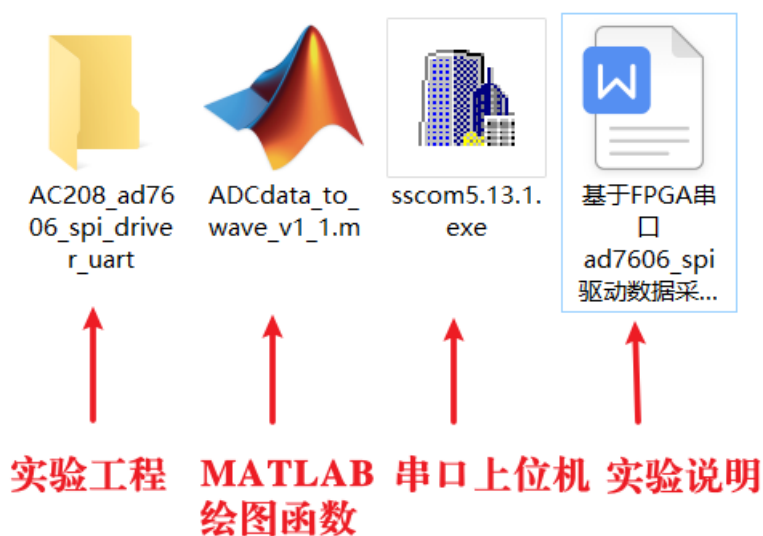 AC208_ad7
06_spi_drive
r_uart
ADCdata_to_
wave_v1_1.m
sscom5.13.1.
exe
W
基于FPGA串
口
ad7606_spi
驱动数据采...
实验工程
MATLAB
绘图函数
串口上位机
实验说明